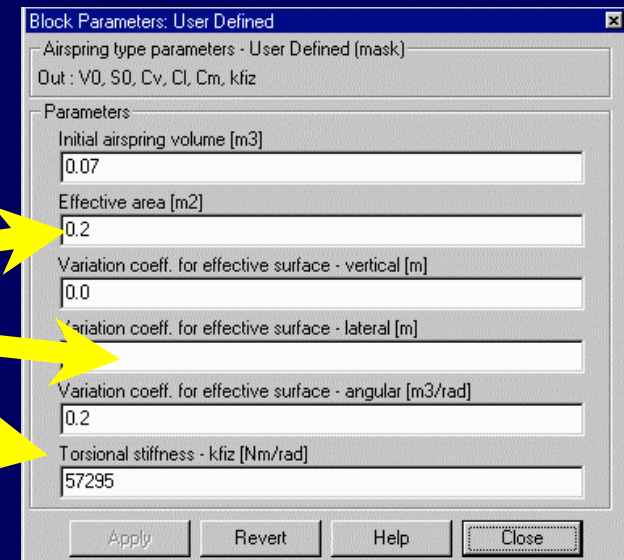 Block Parameters: User Defined
Airspring type parameters - User Defined (mask)
Out : V0, S0, Cv, Cl, Cm, kfiz
Parameters
Initial airspring volume [m3]
0.07
Effective area [m2]
0.2
Variation coeff. for effective surface - vertical [m]
0.0
Variation coeff. for effective surface - lateral [m]
Variation coeff. for effective surface - angular [m3/rad]
0.2
Torsional stiffness - kfiz [Nm/rad]
57295
Apply Revert Help Close